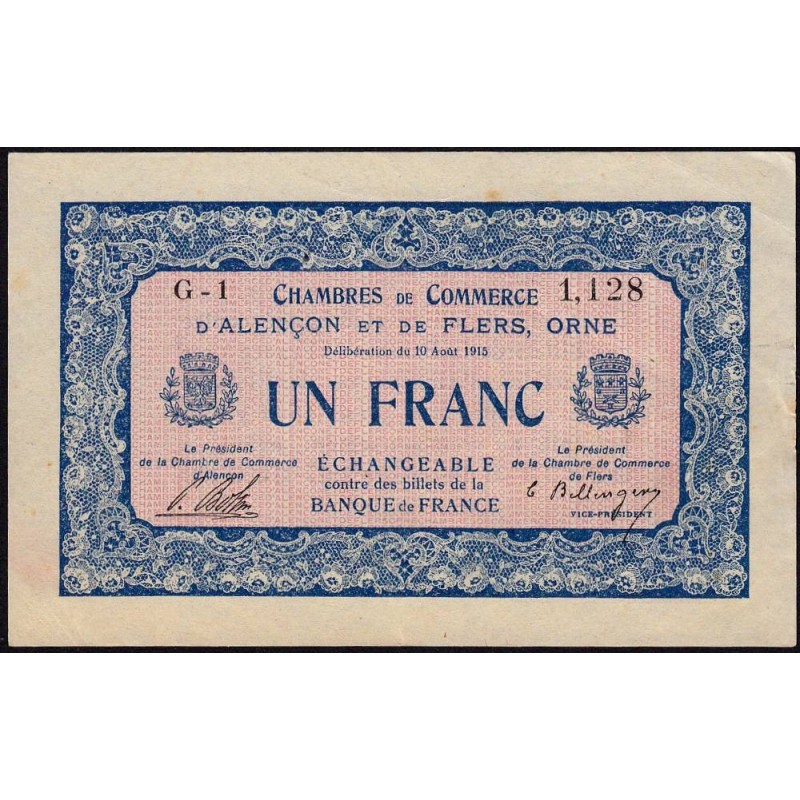 G-1 CHAMBRES DE COMMERCE 1,128
D'ALENÇON ET DE FLERS, ORNE
Délibération du 10 Août 1915
UN FRANC
Le Président
de la Chambre de Commerce
d'Alençon
ÉCHANGEABLE
contre des billets de la
BANQUE de FRANCE
Le Président
de la Chambre de Commerce
de Flers
VICE-PRÉSIDENT